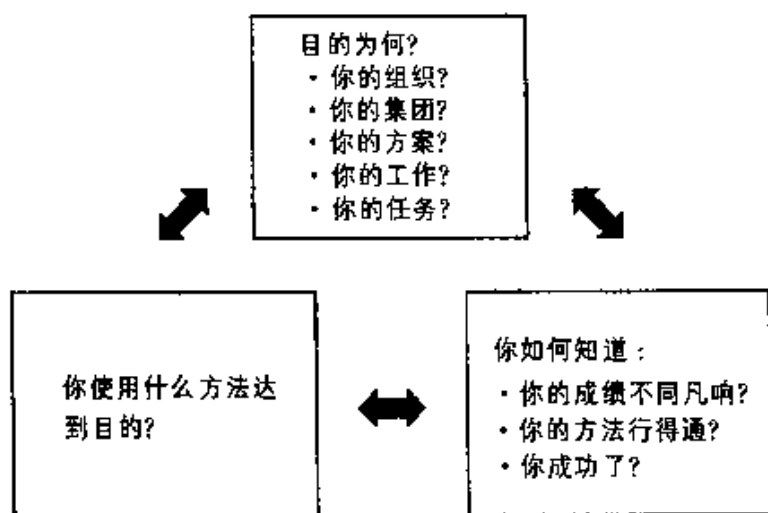 目的为何?
· 你的组织?
· 你的集团?
· 你的方案?
· 你的工作?
· 你的任务?
你使用什么方法达
到目的?
你如何知道:
· 你的成绩不同凡响?
· 你的方法行得通?
· 你成功了?